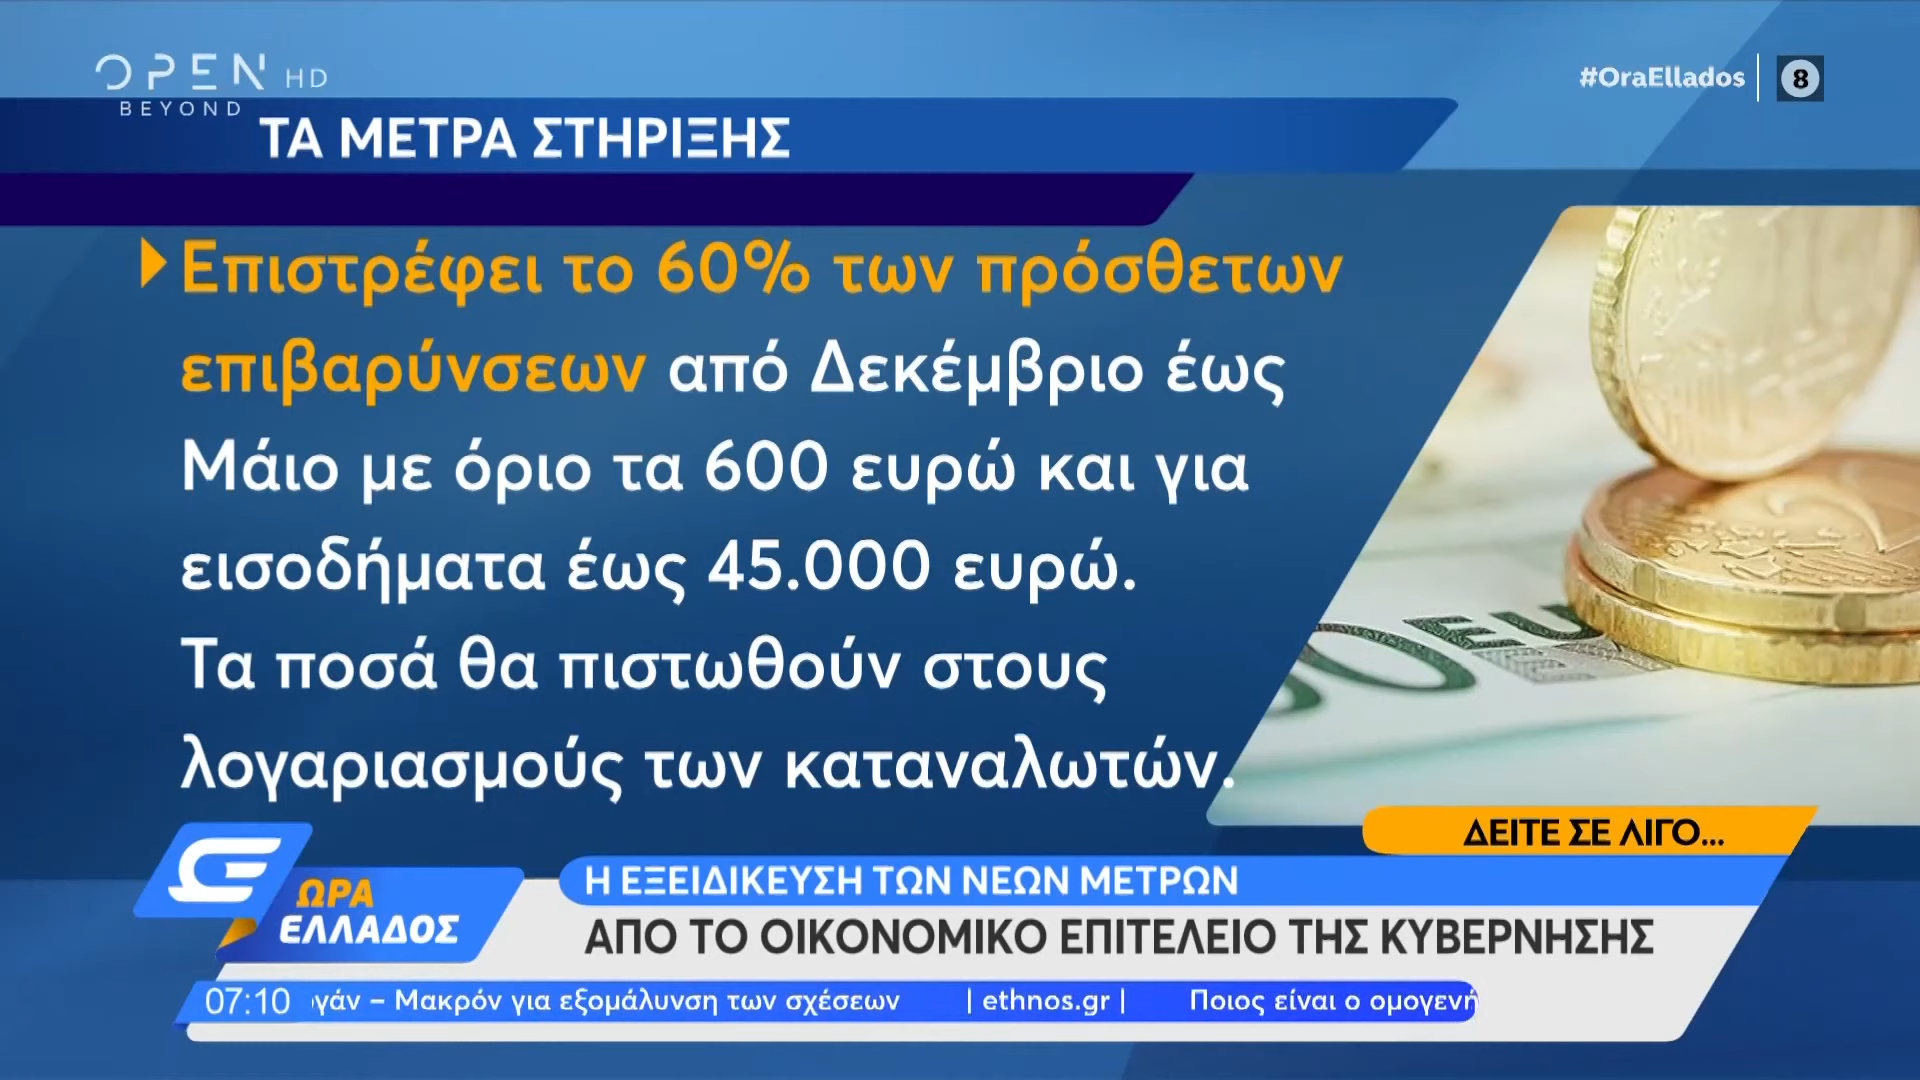 OPEN HD
BEYOND
#OraEllados
8
ΤΑ ΜΕΤΡΑ ΣΤΗΡΙΞΗΣ
Επιστρέφει το 60% των πρόσθετων
επιβαρύνσεων από Δεκέμβριο έως
Μάιο με όριο τα 600 ευρώ και για
εισοδήματα έως 45.000 ευρώ.
Τα ποσά θα πιστωθούν στους
λογαριασμούς των καταναλωτών.
ΔΕΙΤΕ ΣΕ ΛΙΓΟ...
ΩΡΑ
ΕΛΛΑΔΟΣ
Η ΕΞΕΙΔΙΚΕΥΣΗ ΤΩΝ ΝΕΩΝ ΜΕΤΡΩΝ
ΑΠΟ ΤΟ ΟΙΚΟΝΟΜΙΚΟ ΕΠΙΤΕΛΕΙΟ ΤΗΣ ΚΥΒΕΡΝΗΣΗΣ
07:10 γάν – Μακρόν για εξομάλυνση των σχέσεων | ethnos.gr | Ποιος είναι ο ομογενή